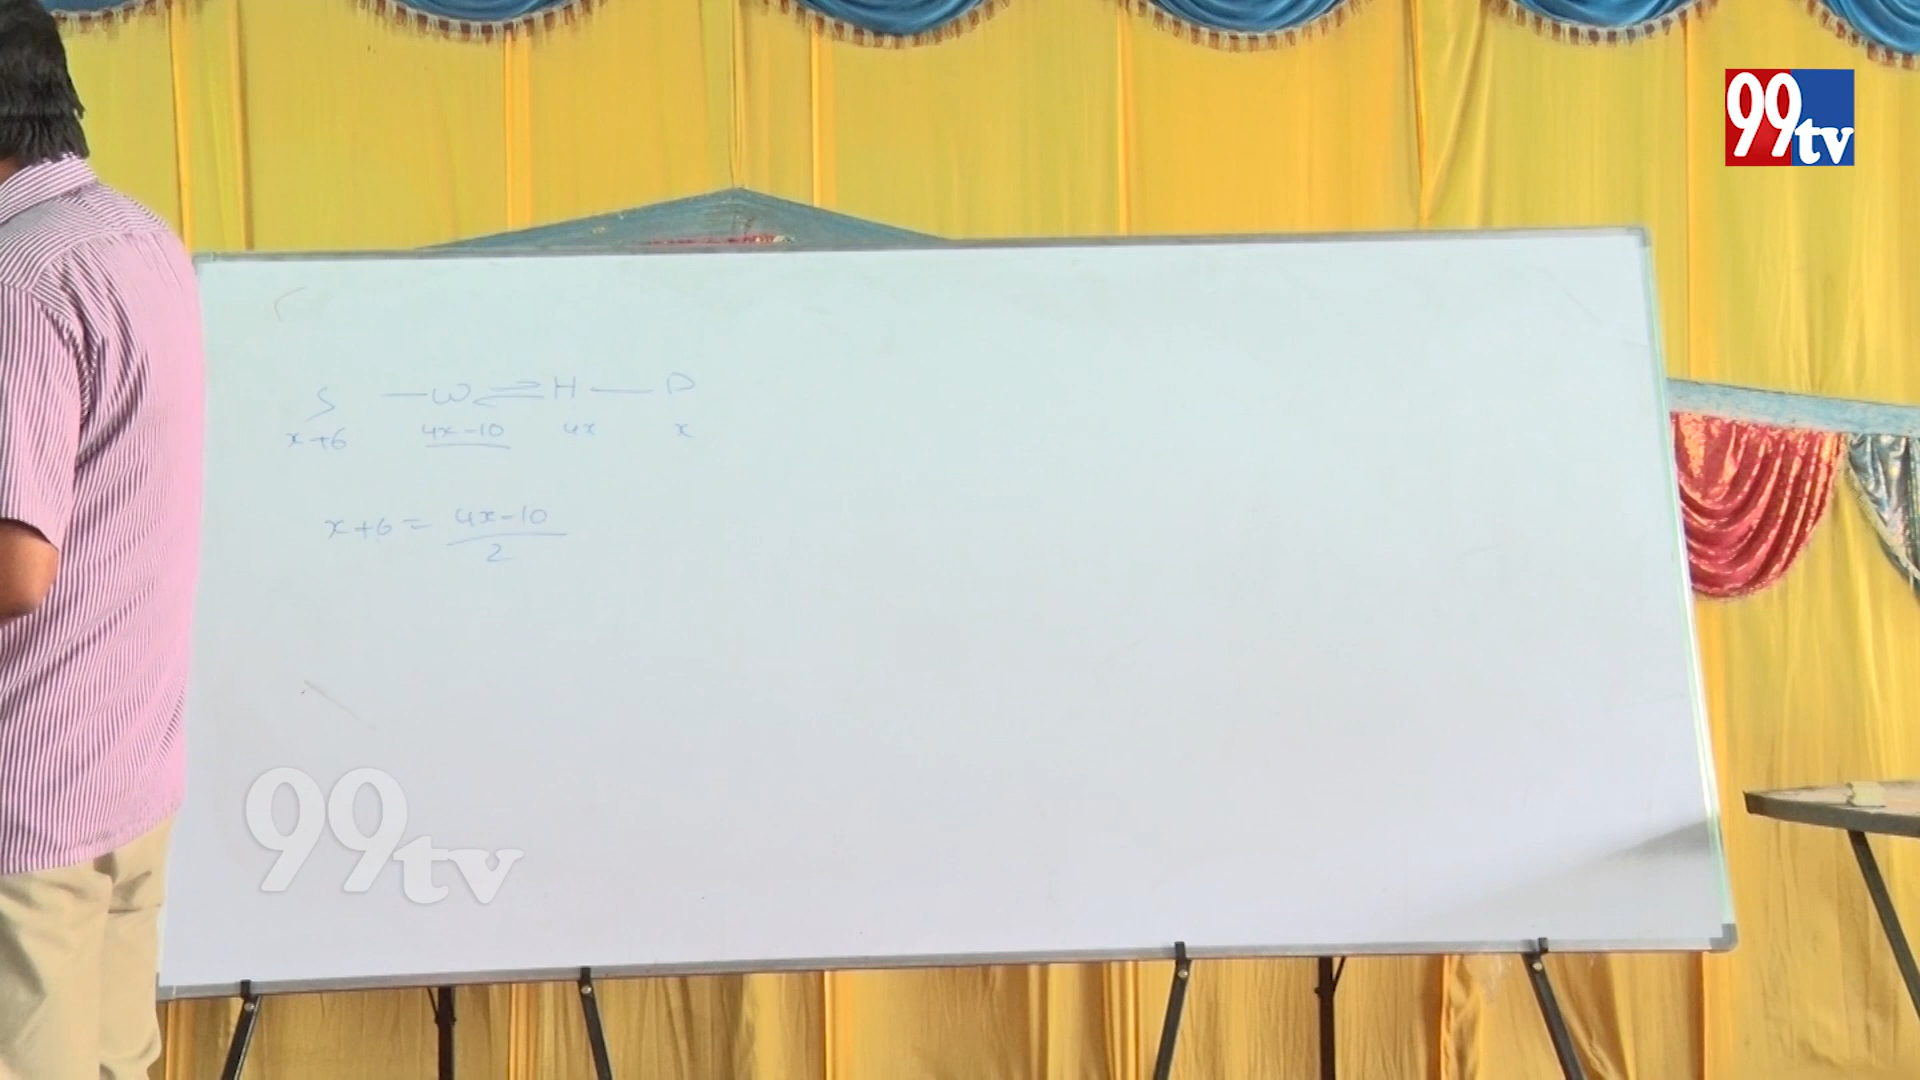 99tv
S — W ⇌ H — D
x+6 4x-10 4x x
x+6 = 4x-10
2
99tv